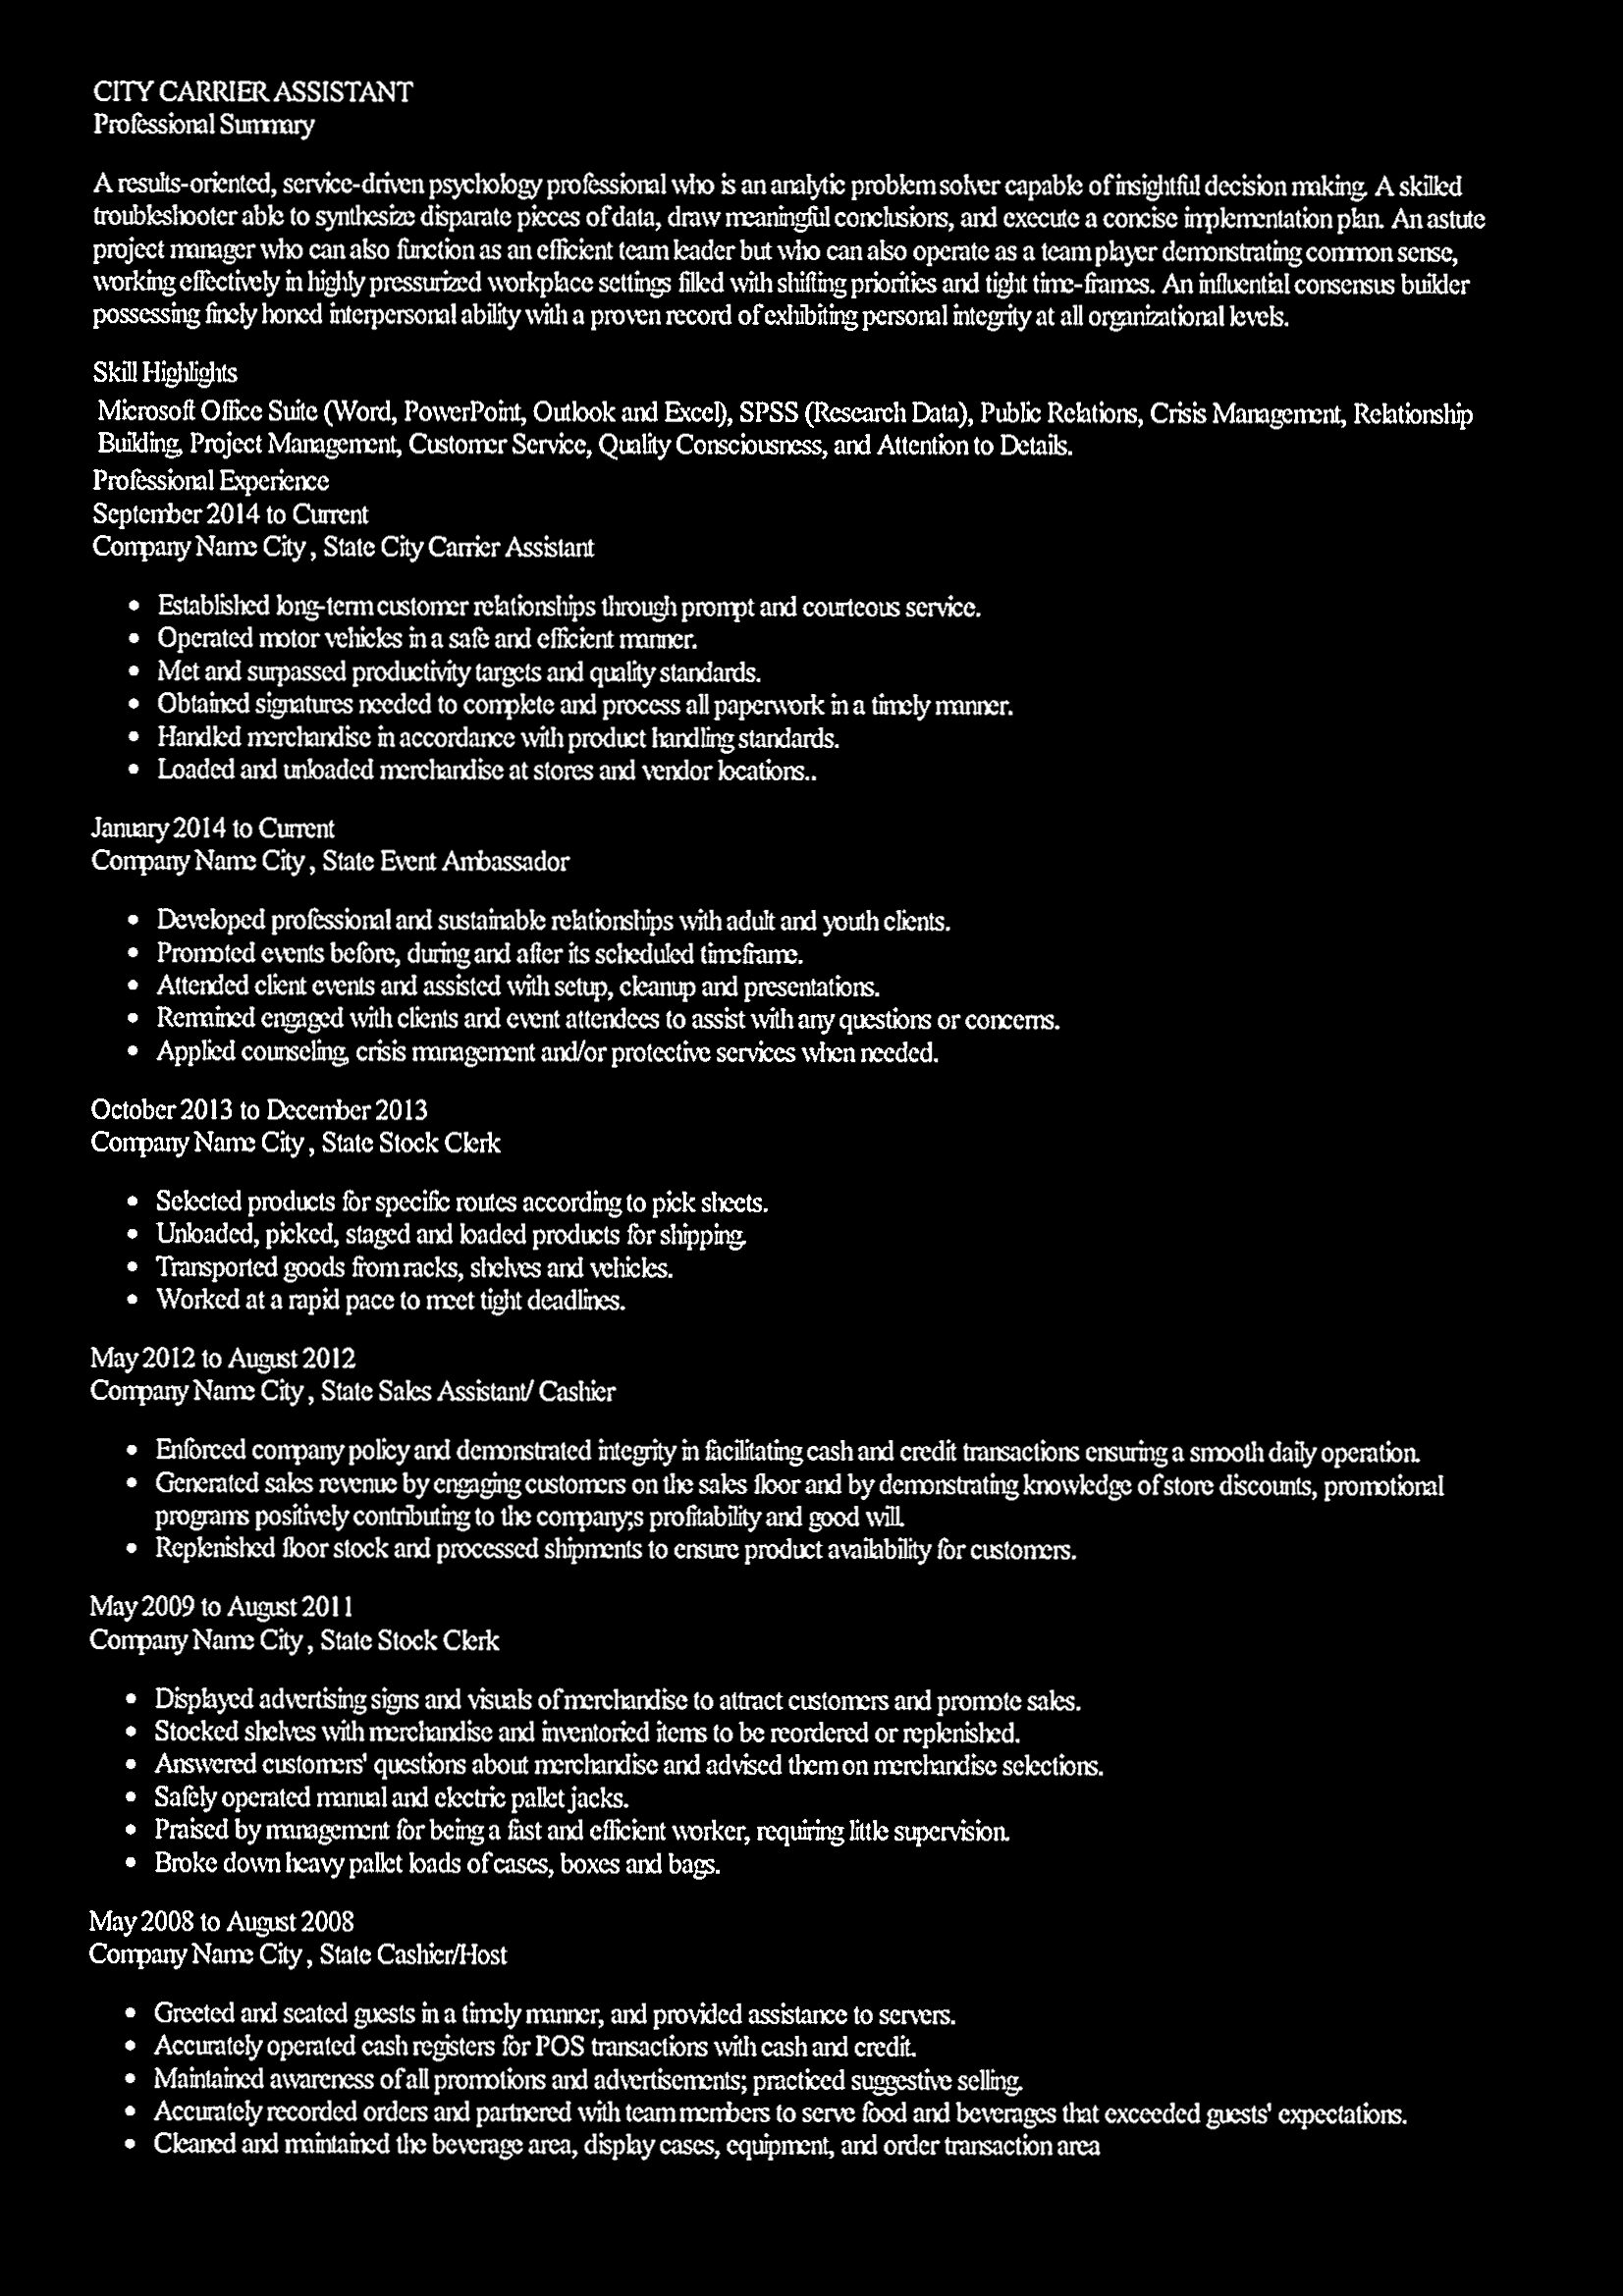 CITY CARRIER ASSISTANT
Professional Summary
A results-oriented, service-driven psychology professional who is an analytic problem solver capable of insightful decision making. A skilled
troubleshooter able to synthesize disparate pieces of data, draw meaningful conclusions, and execute a concise implementation plan. An astute
project manager who can also function as an efficient team leader but who can also operate as a team player demonstrating common sense,
working effectively in highly pressurized workplace settings filled with shifting priorities and tight time-frames. An influential consensus builder
possessing finely honed interpersonal ability with a proven record of exhibiting personal integrity at all organizational levels.
Skill Highlights
Microsoft Office Suite (Word, PowerPoint, Outlook and Excel), SPSS (Research Data), Public Relations, Crisis Management, Relationship
Building, Project Management, Customer Service, Quality Consciousness, and Attention to Details.
Professional Experience
September 2014 to Current
Company Name City , State City Carrier Assistant
• Established long-term customer relationships through prompt and courteous service.
• Operated motor vehicles in a safe and efficient manner.
• Met and surpassed productivity targets and quality standards.
• Obtained signatures needed to complete and process all paperwork in a timely manner.
• Handled merchandise in accordance with product handling standards.
• Loaded and unloaded merchandise at stores and vendor locations..
January 2014 to Current
Company Name City , State Event Ambassador
• Developed professional and sustainable relationships with adult and youth clients.
• Promoted events before, during and after its scheduled timeframe.
• Attended client events and assisted with setup, cleanup and presentations.
• Remained engaged with clients and event attendees to assist with any questions or concerns.
• Applied counseling, crisis management and/or protective services when needed.
October 2013 to December 2013
Company Name City , State Stock Clerk
• Selected products for specific routes according to pick sheets.
• Unloaded, picked, staged and loaded products for shipping.
• Transported goods from racks, shelves and vehicles.
• Worked at a rapid pace to meet tight deadlines.
May 2012 to August 2012
Company Name City , State Sales Assistant/ Cashier
• Enforced company policy and demonstrated integrity in facilitating cash and credit transactions ensuring a smooth daily operation.
• Generated sales revenue by engaging customers on the sales floor and by demonstrating knowledge of store discounts, promotional
programs positively contributing to the company;s profitability and good will.
• Replenished floor stock and processed shipments to ensure product availability for customers.
May 2009 to August 2011
Company Name City , State Stock Clerk
• Displayed advertising signs and visuals of merchandise to attract customers and promote sales.
• Stocked shelves with merchandise and inventoried items to be reordered or replenished.
• Answered customers' questions about merchandise and advised them on merchandise selections.
• Safely operated manual and electric pallet jacks.
• Praised by management for being a fast and efficient worker, requiring little supervision.
• Broke down heavy pallet loads of cases, boxes and bags.
May 2008 to August 2008
Company Name City , State Cashier/Host
• Greeted and seated guests in a timely manner, and provided assistance to servers.
• Accurately operated cash registers for POS transactions with cash and credit.
• Maintained awareness of all promotions and advertisements; practiced suggestive selling.
• Accurately recorded orders and partnered with team members to serve food and beverages that exceeded guests' expectations.
• Cleaned and maintained the beverage area, display cases, equipment, and order transaction area